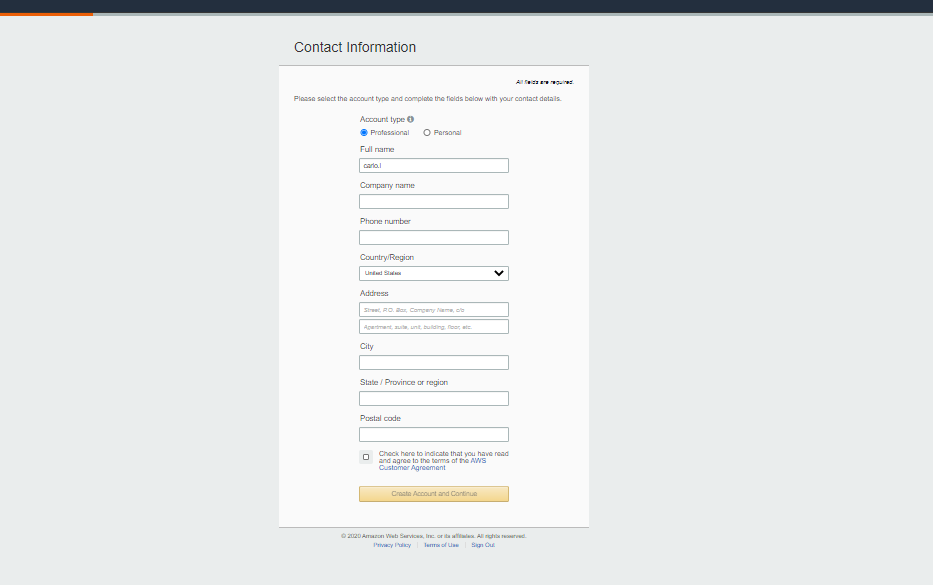 Contact Information
All fields are required.
Please select the account type and complete the fields below with your contact details.
Account type
Professional
Personal
Full name
carlo.l
Company name
Phone number
Country/Region
United States
Address
Street, P.O. Box, Company Name, c/o
Apartment, suite, unit, building, floor, etc.
City
State / Province or region
Postal code
Check here to indicate that you have read
and agree to the terms of the AWS
Customer Agreement
Create Account and Continue
© 2020 Amazon Web Services, Inc. or its affiliates. All rights reserved.
Privacy Policy | Terms of Use | Sign Out